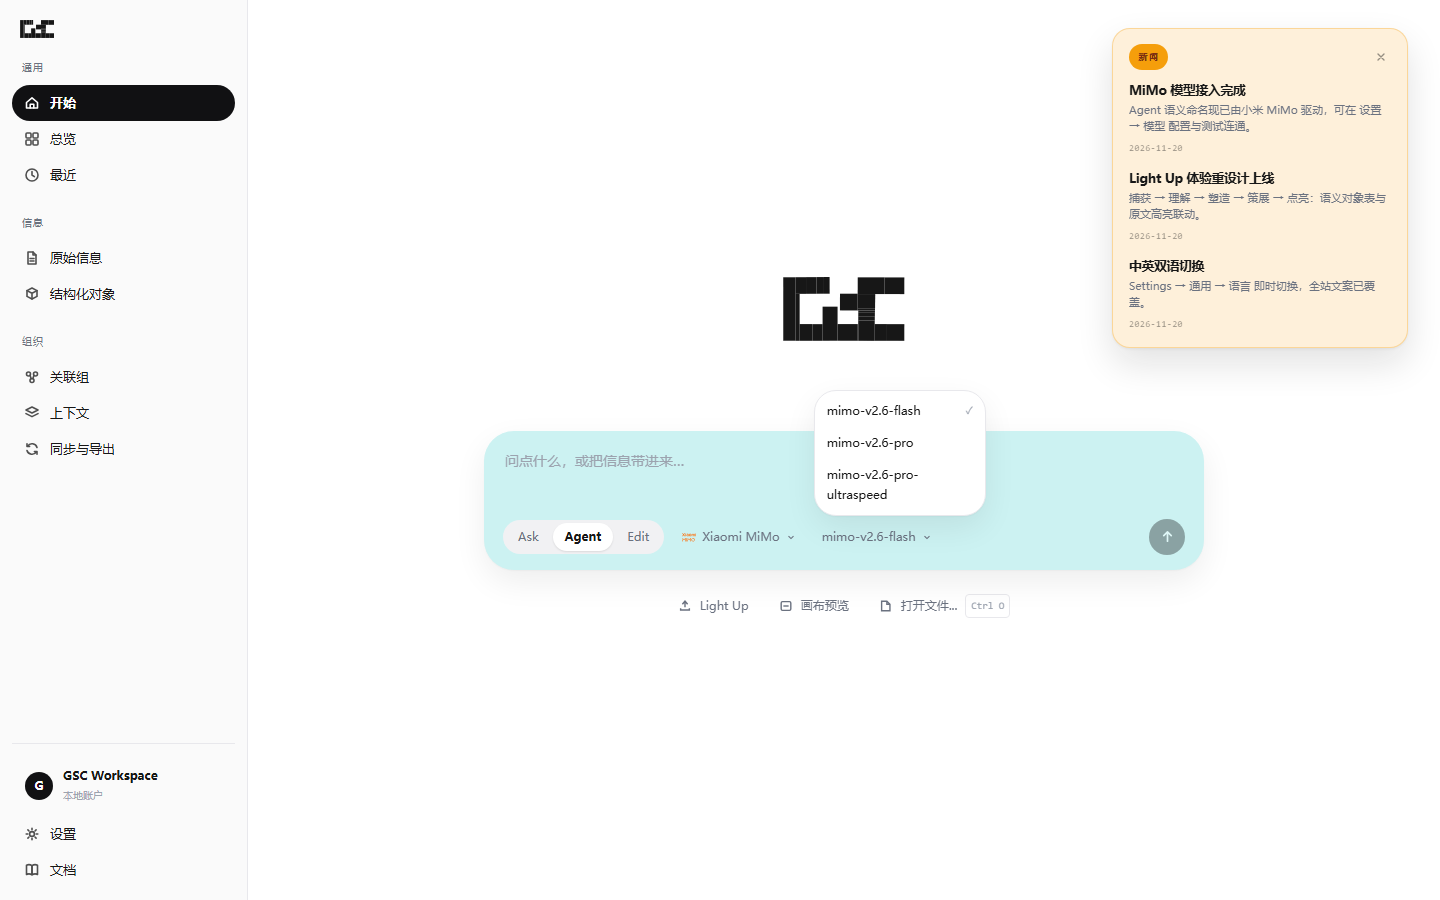 GSC
通用
开始
总览
最近
信息
原始信息
结构化对象
组织
关联组
上下文
同步与导出
G
GSC Workspace
本地账户
设置
文档
GSC
mimo-v2.6-flash ✓
mimo-v2.6-pro
mimo-v2.6-pro-
ultraspeed
问点什么，或把信息带进来...
Ask Agent Edit Xiaomi MiMo mimo-v2.6-flash
Light Up 画布预览 打开文件... Ctrl O
新闻
MiMo 模型接入完成
Agent 语义命名现已由小米 MiMo 驱动，可在 设置
→ 模型 配置与测试连通。
2026-11-20
Light Up 体验重设计上线
捕获 → 理解 → 塑造 → 策展 → 点亮：语义对象表与
原文高亮联动。
2026-11-20
中英双语切换
Settings → 通用 → 语言 即时切换，全站文案已覆
盖。
2026-11-20